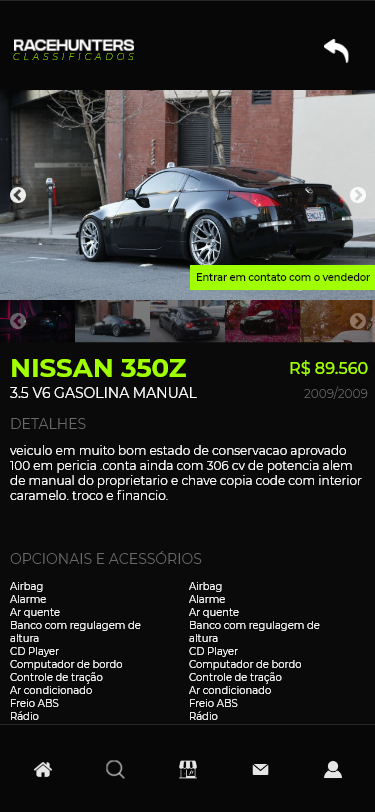 RACEHUNTERS
CLASSIFICADOS
Entrar em contato com o vendedor
NISSAN 350Z
R$ 89.560
3.5 V6 GASOLINA MANUAL
2009/2009
DETALHES
veiculo em muito bom estado de conservacao aprovado
100 em pericia .conta ainda com 306 cv de potencia alem
de manual do proprietario e chave copia code com interior
caramelo. troco e financio.
OPCIONAIS E ACESSÓRIOS
Airbag
Alarme
Ar quente
Banco com regulagem de
altura
CD Player
Computador de bordo
Controle de tração
Ar condicionado
Freio ABS
Rádio
Airbag
Alarme
Ar quente
Banco com regulagem de
altura
CD Player
Computador de bordo
Controle de tração
Ar condicionado
Freio ABS
Rádio